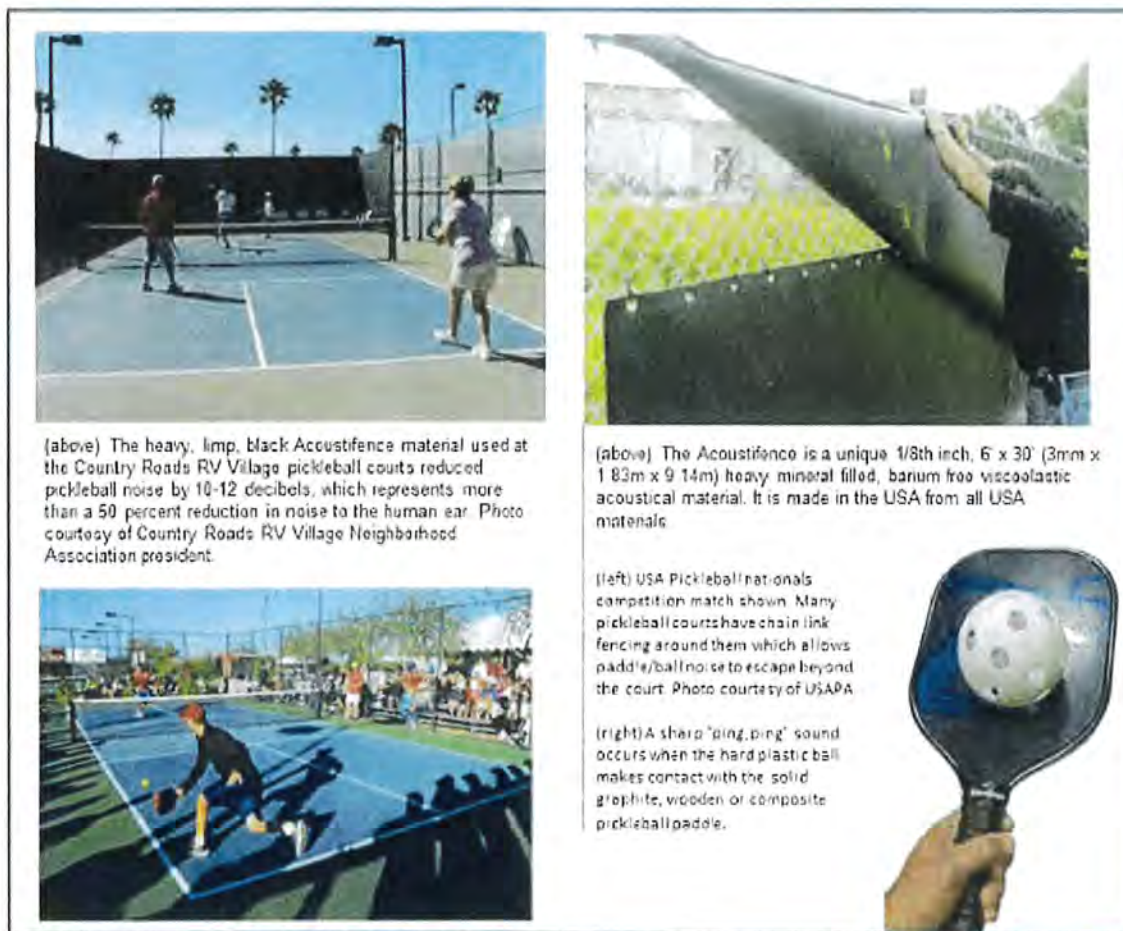 (above) The heavy, limp, black Acoustifence material used at
the Country Roads RV Village pickleball courts reduced
pickleball noise by 10-12 decibels, which represents more
than a 50 percent reduction in noise to the human ear. Photo
courtesy of Country Roads RV Village Neighborhood
Association president.
(above) The Acoustifence is a unique 1/8th inch, 6' x 30' (3mm x
1.83m x 9.14m) heavy mineral filled, barium free viscoelastic
acoustical material. It is made in the USA from all USA
materials.
(left) USA Pickleball nationals
competition match shown. Many
pickleball courts have chain link
fencing around them which allows
paddle/ball noise to escape beyond
the court. Photo courtesy of USAPA
(right) A sharp "ping, ping" sound
occurs when the hard plastic ball
makes contact with the solid
graphite, wooden or composite
pickleball paddle.